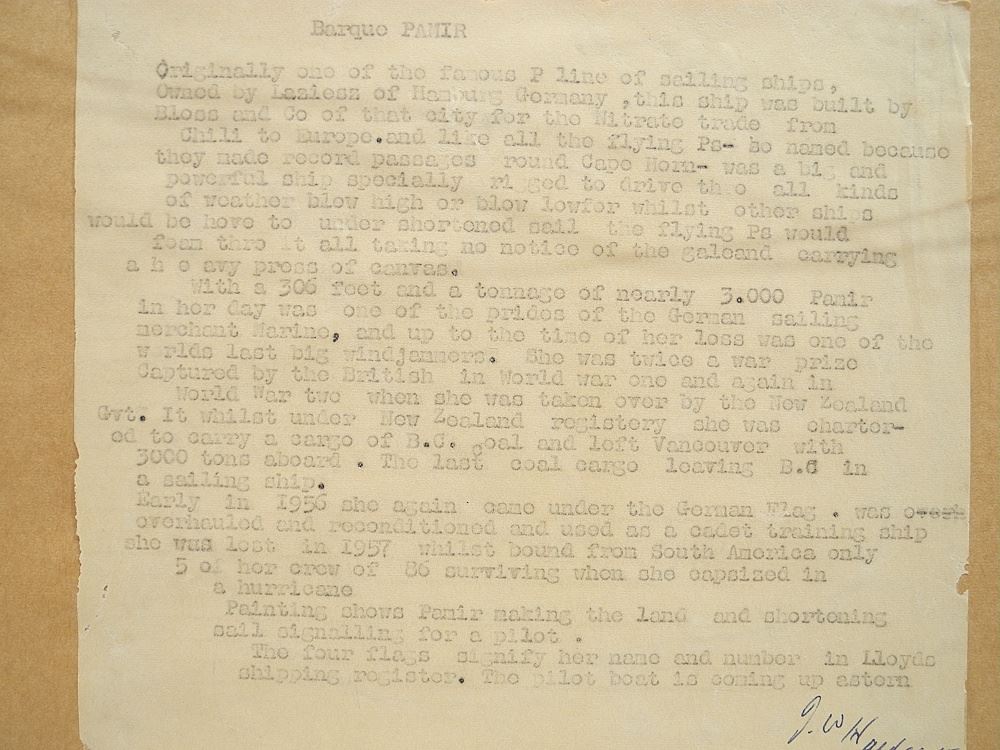 Barque PAMIR
Originally one of the famous P line of sailing ships,
Owned by Laziesz of Hamburg Germany ,this ship was built by
Bloss and Co of that city for the Nitrate trade from
Chili to Europe.and like all the flying Ps- so named because
they made record passages round Cape Horn- was a big and
powerful ship specially rigged to drive thro all kinds
of weather blow high or blow lowfor whilst other ships
would be hove to under shortened sail the flying Ps would
foam thro it all taking no notice of the galeand carrying
a h e avy press of canvas.
With a 306 feet and a tonnage of nearly 3.000 Pamir
in her day was one of the prides of the German sailing
merchant Marine, and up to the time of her loss was one of the
w rlds last big windjammers. She was twice a war prize
Captured by the British in World war one and again in
World War two when she was taken over by the New Zealand
Gvt. It whilst under New Zealand registery she was charter-
ed to carry a cargo of B.C. coal and left Vancouver with
3000 tons aboard . The last coal cargo leaving B.C in
a sailing ship.
Early in 1956 she again came under the German Flag . was
overhauled and reconditioned and used as a cadet training ship
she was lost in 1957 whilst bound from South America only
5 of her crew of 86 surviving when she capsized in
a hurricane
Painting shows Pamir making the land and shortening
sail signalling for a pilot .
The four flags signify her name and number in Lloyds
shipping register. The pilot boat is coming up astern
J. W